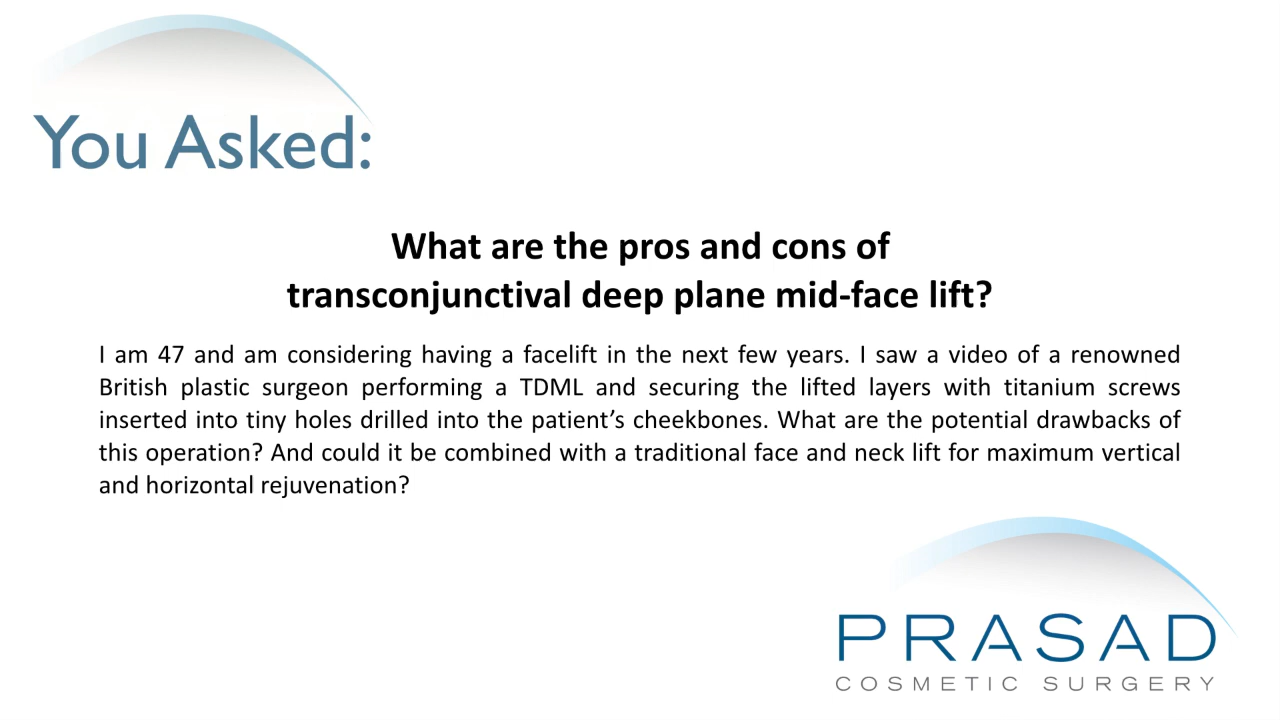 You Asked:
What are the pros and cons of
transconjunctival deep plane mid-face lift?
I am 47 and am considering having a facelift in the next few years. I saw a video of a renowned
British plastic surgeon performing a TDML and securing the lifted layers with titanium screws
inserted into tiny holes drilled into the patient’s cheekbones. What are the potential drawbacks of
this operation? And could it be combined with a traditional face and neck lift for maximum vertical
and horizontal rejuvenation?
PRASAD
COSMETIC SURGERY